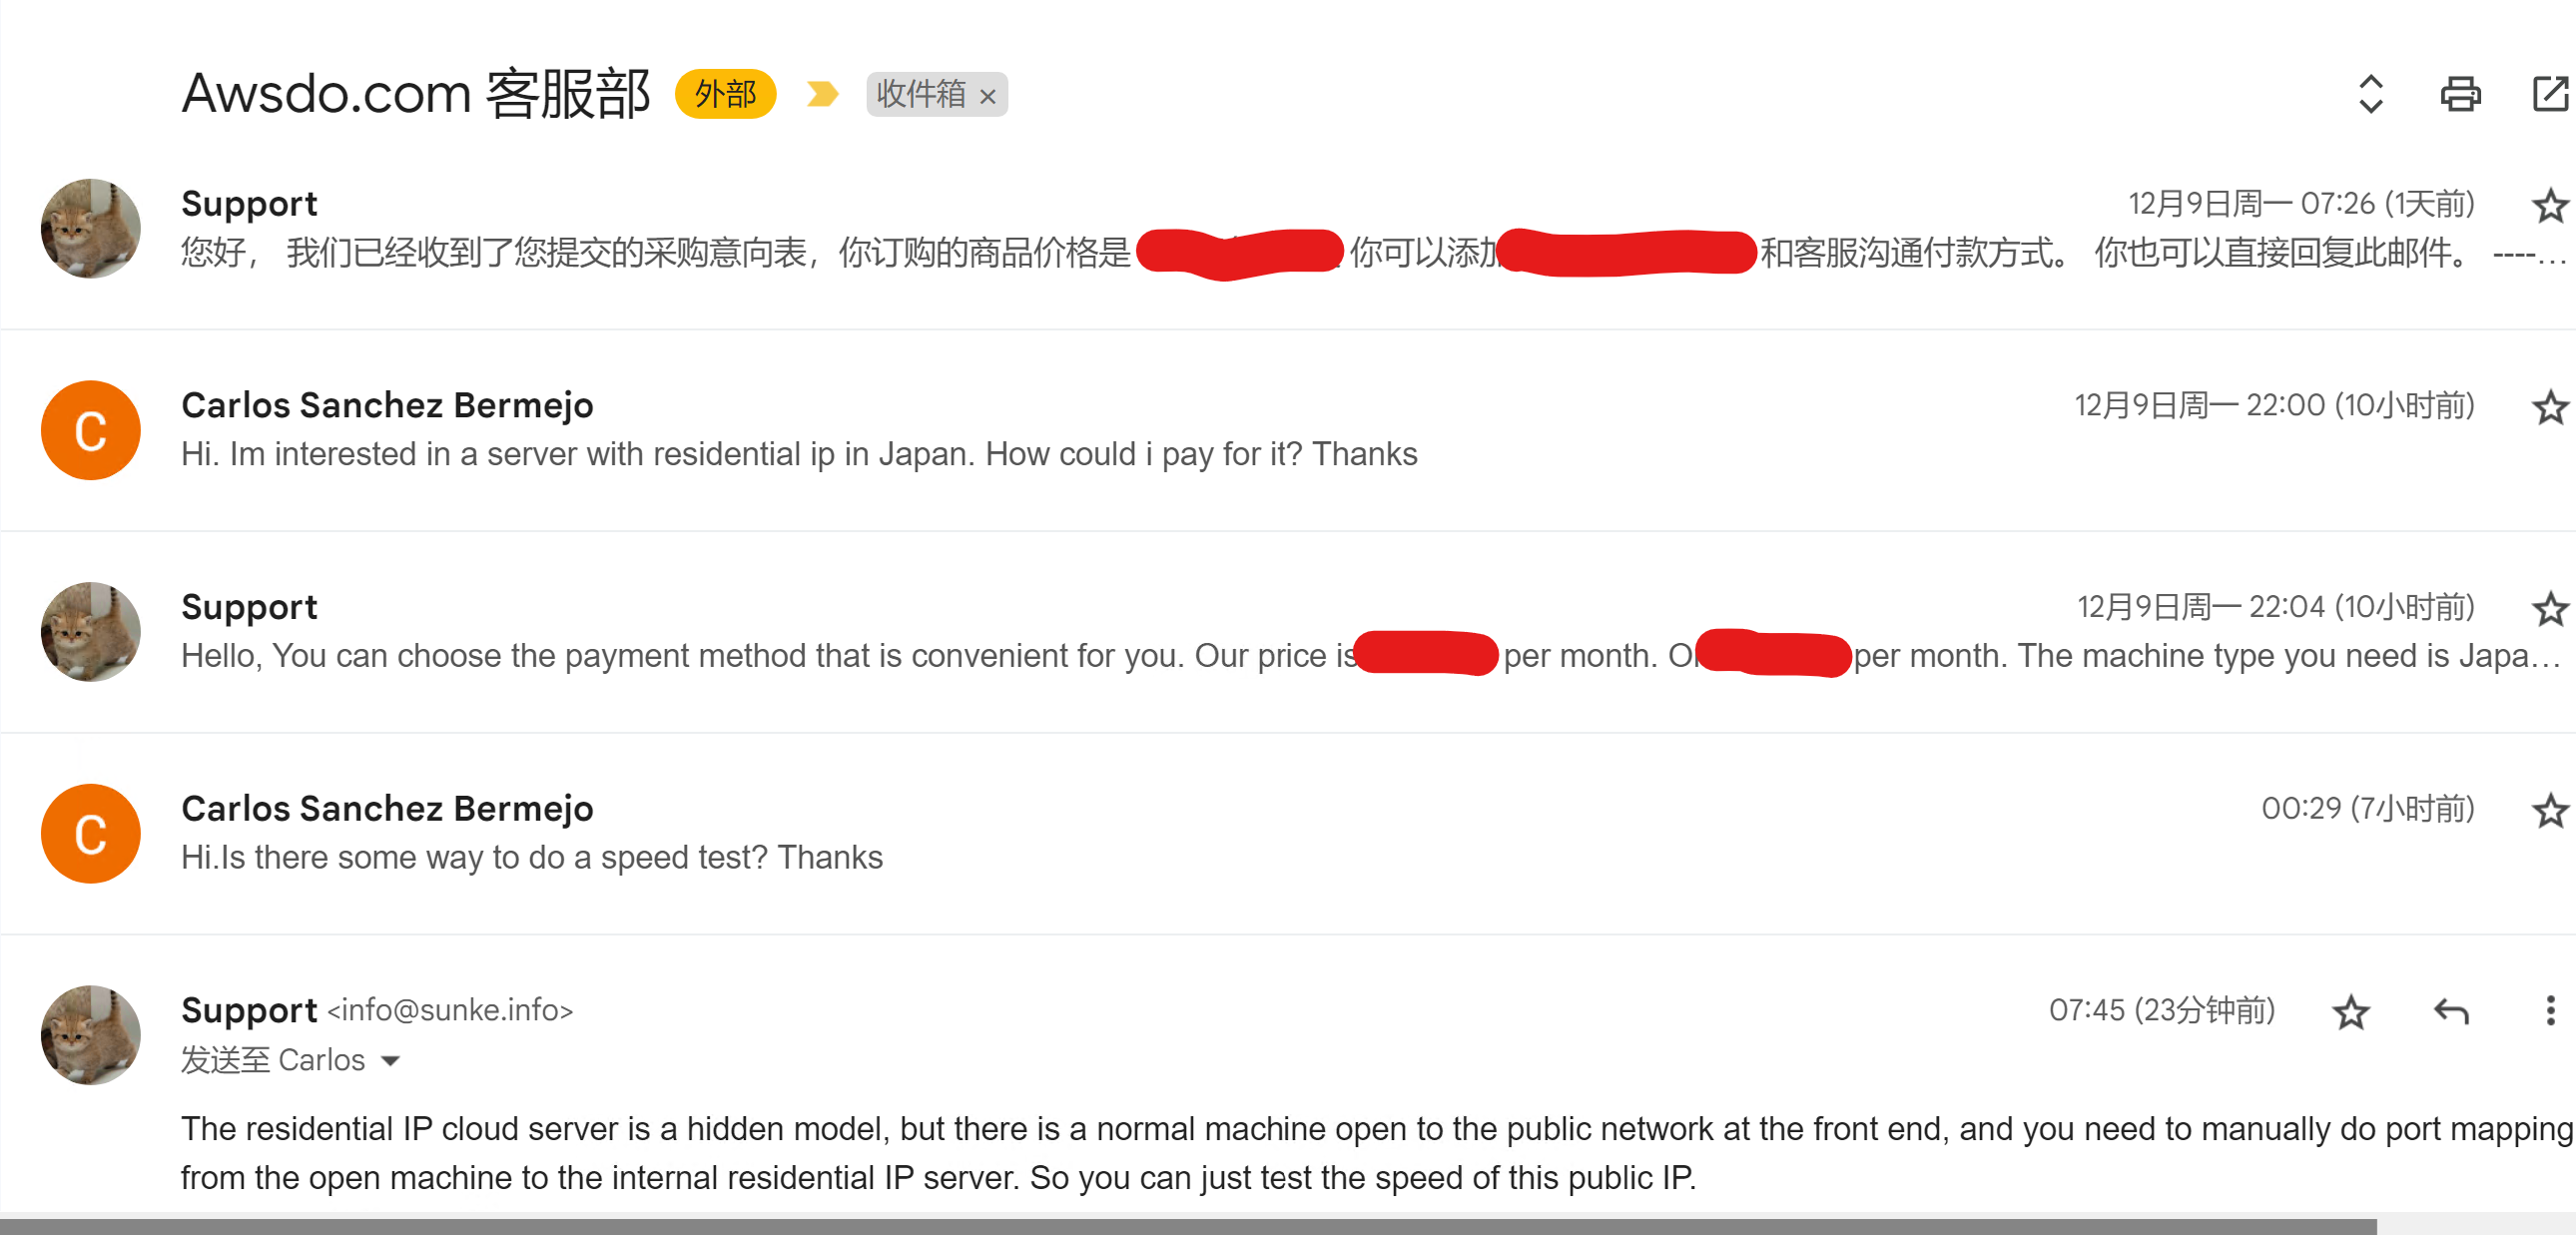 Awsdo.com 客服部 外部 收件箱 ×
Support 12月9日周一 07:26 (1天前)
您好， 我们已经收到了您提交的采购意向表，你订购的商品价格是 你可以添加 和客服沟通付款方式。 你也可以直接回复此邮件。 ----…
C
Carlos Sanchez Bermejo 12月9日周一 22:00 (10小时前)
Hi. Im interested in a server with residential ip in Japan. How could i pay for it? Thanks
Support 12月9日周一 22:04 (10小时前)
Hello, You can choose the payment method that is convenient for you. Our price is per month. O per month. The machine type you need is Japa…
C
Carlos Sanchez Bermejo 00:29 (7小时前)
Hi.Is there some way to do a speed test? Thanks
Support <info@sunke.info> 07:45 (23分钟前)
发送至 Carlos
The residential IP cloud server is a hidden model, but there is a normal machine open to the public network at the front end, and you need to manually do port mapping
from the open machine to the internal residential IP server. So you can just test the speed of this public IP.